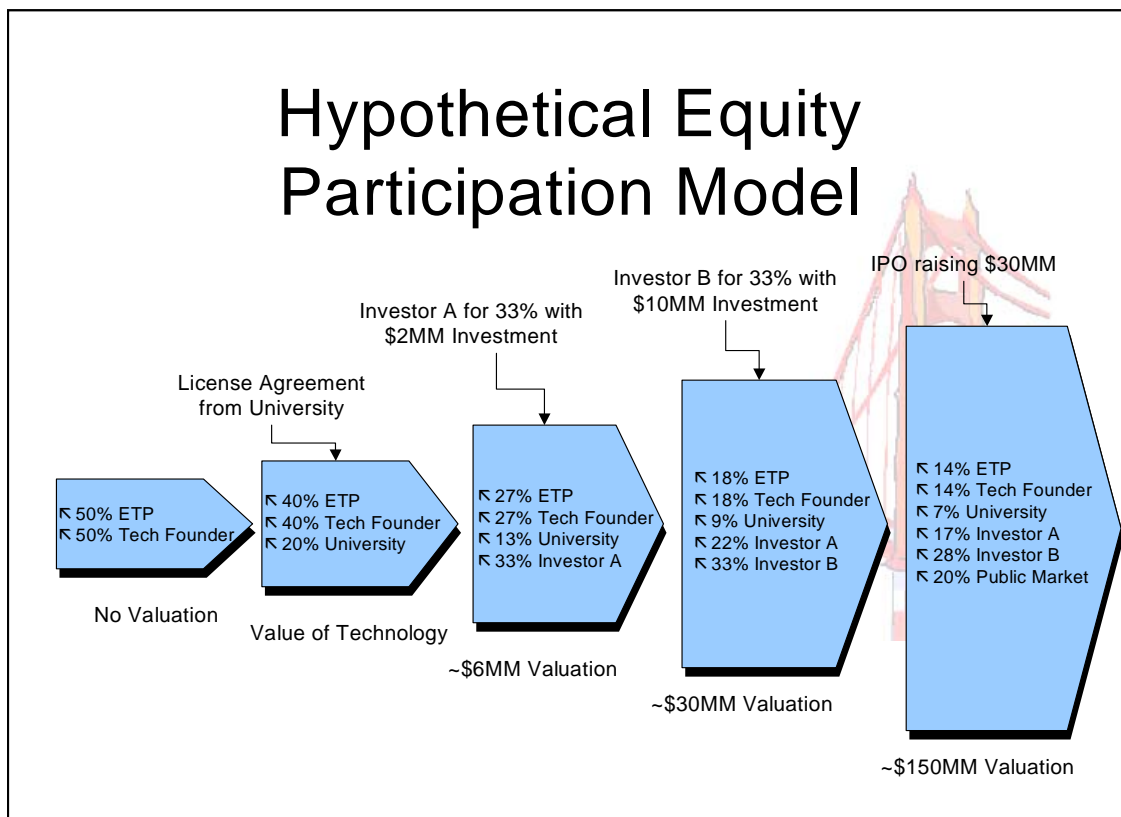 Hypothetical Equity
Participation Model
IPO raising $30MM
Investor B for 33% with
$10MM Investment
Investor A for 33% with
$2MM Investment
License Agreement
from University
50% ETP
50% Tech Founder
No Valuation
40% ETP
40% Tech Founder
20% University
Value of Technology
27% ETP
27% Tech Founder
13% University
33% Investor A
~$6MM Valuation
18% ETP
18% Tech Founder
9% University
22% Investor A
33% Investor B
~$30MM Valuation
14% ETP
14% Tech Founder
7% University
17% Investor A
28% Investor B
20% Public Market
~$150MM Valuation